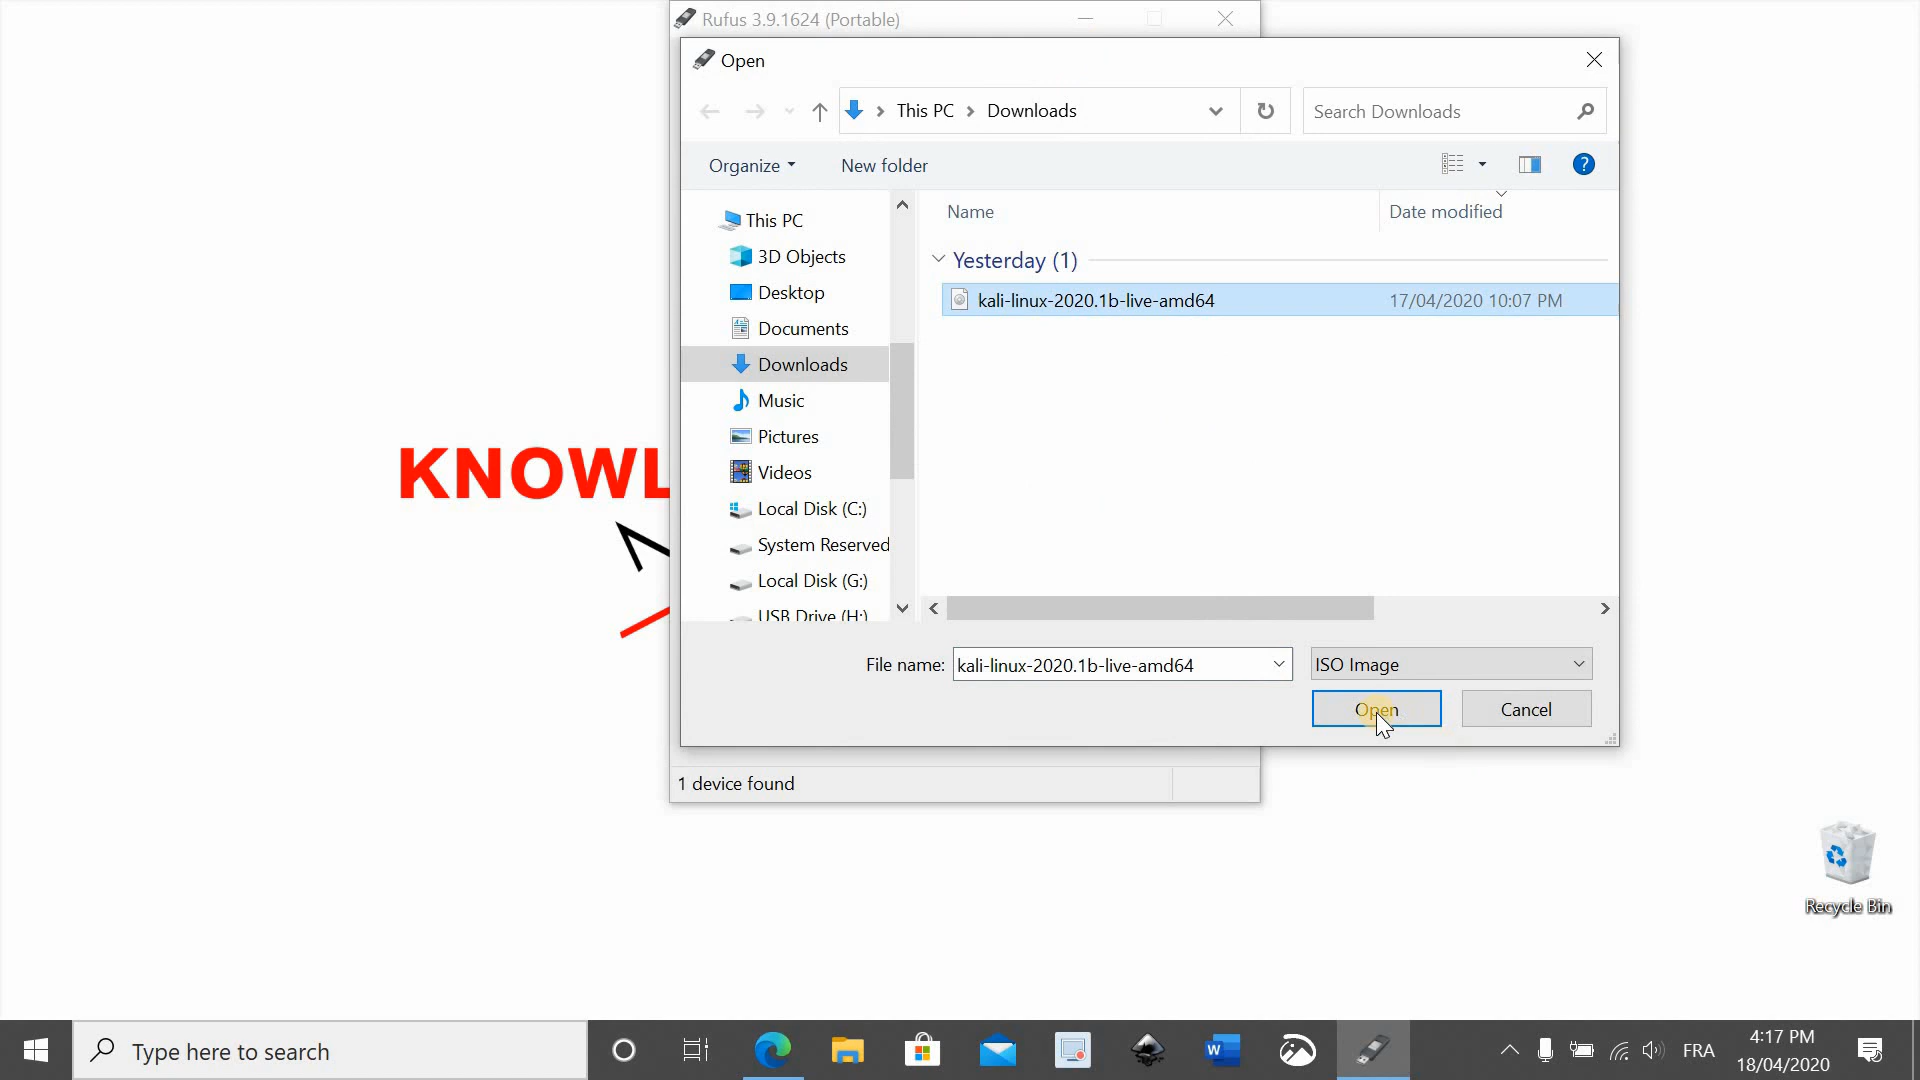 Rufus 3.9.1624 (Portable)
Open
This PC
Downloads
Search Downloads
Organize
New folder
?
Name
Date modified
This PC
3D Objects
Desktop
Documents
Downloads
Music
Pictures
Videos
Local Disk (C:)
System Reserved
Local Disk (G:)
USB Drive (H:)
Yesterday (1)
kali-linux-2020.1b-live-amd64 17/04/2020 10:07 PM
KNOWL
File name: kali-linux-2020.1b-live-amd64 ISO Image
Open Cancel
1 device found
Recycle Bin
Type here to search
W
FRA
4:17 PM
18/04/2020